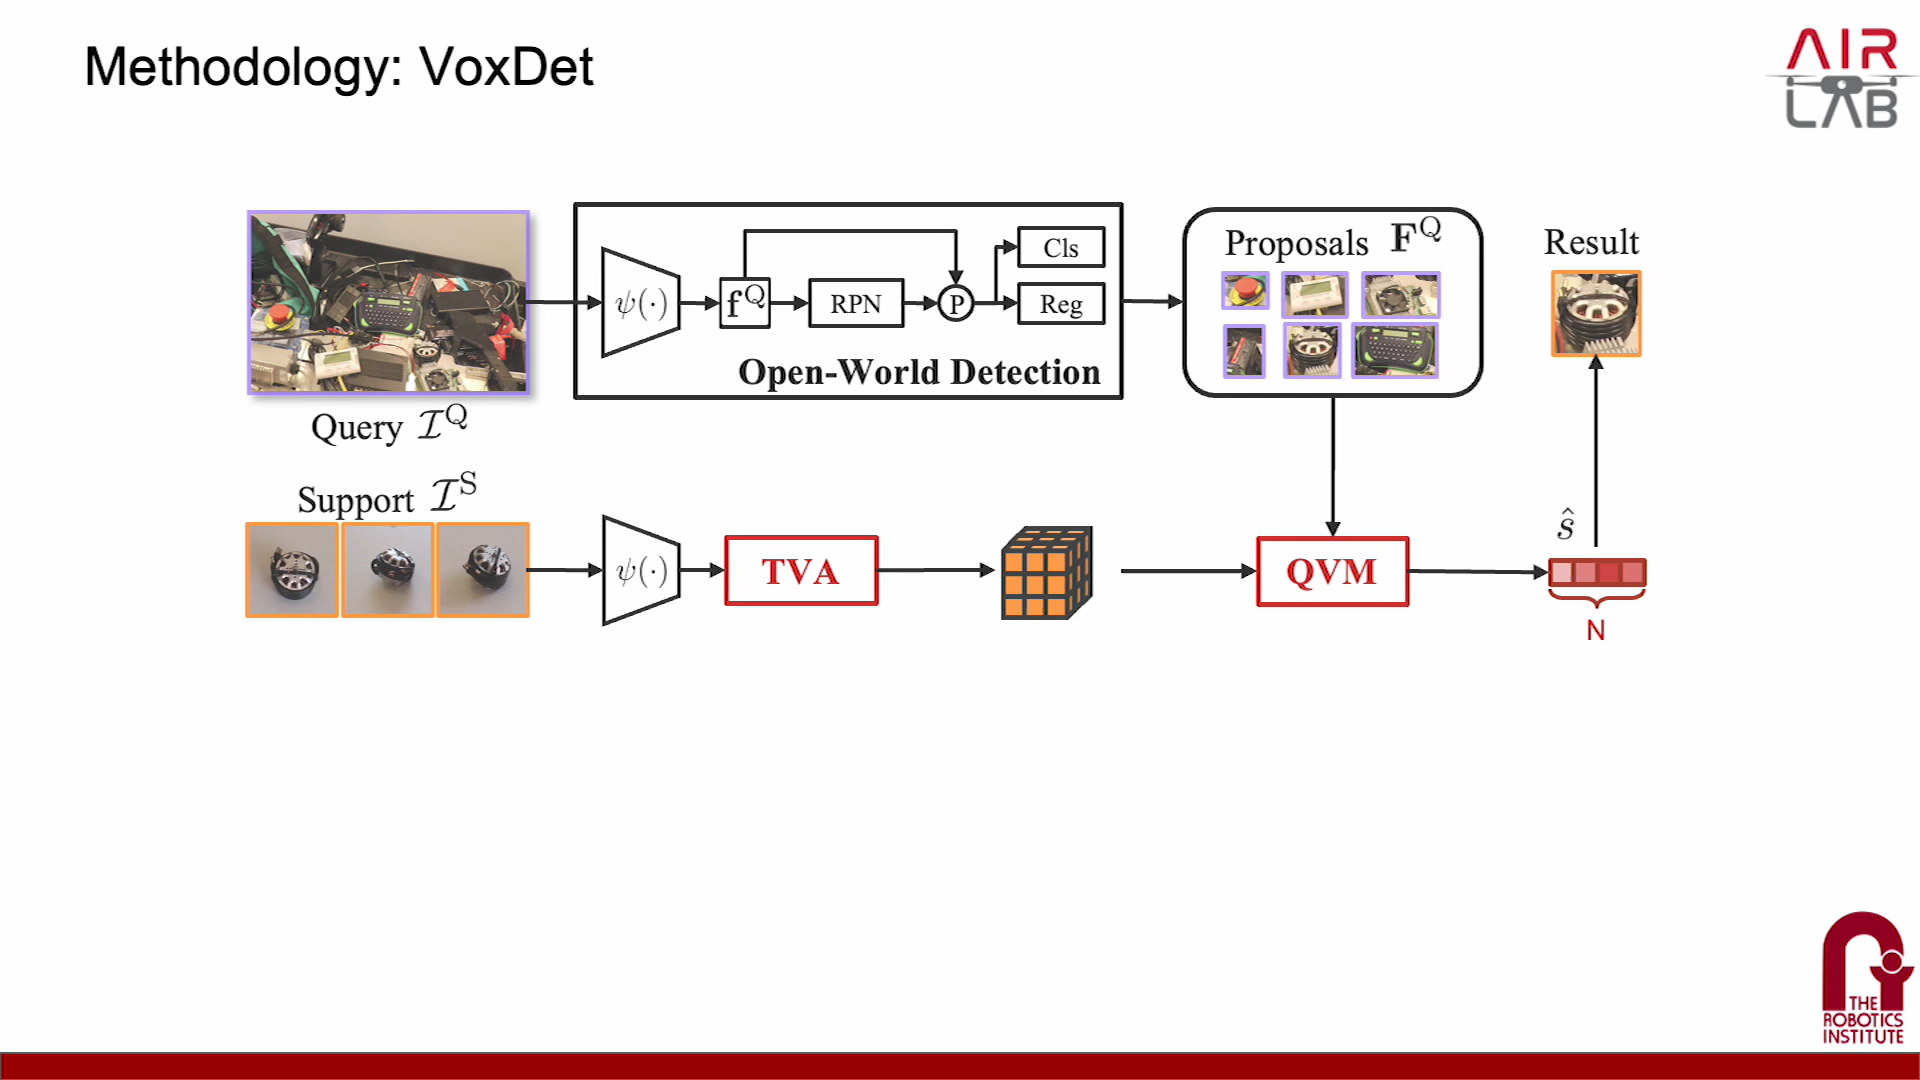 Methodology: VoxDet
AIR
LAB
Query 𝓘^Q
ψ(·)
f^Q
RPN
P
Cls
Reg
Open-World Detection
Proposals F^Q
Result
Support 𝓘^S
ψ(·)
TVA
QVM
ŝ
N
THE
ROBOTICS
INSTITUTE